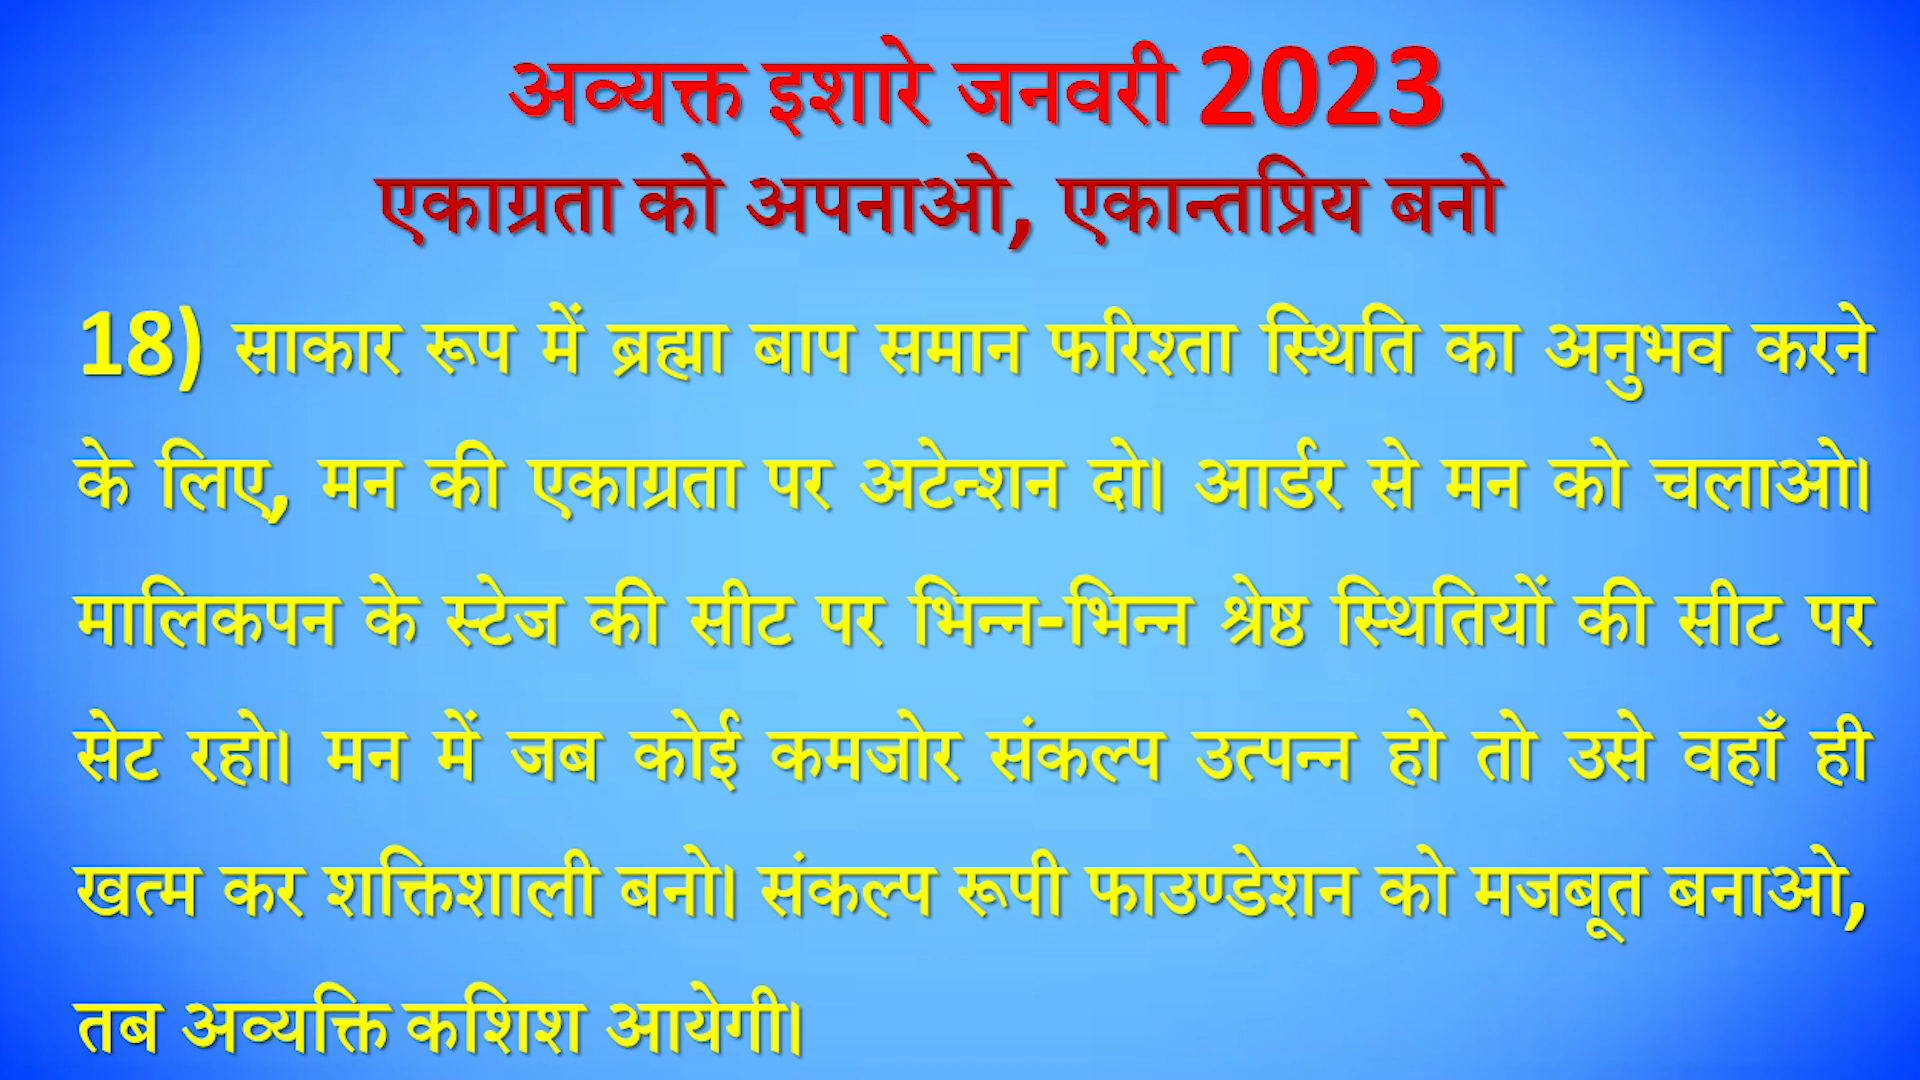 अव्यक्त इशारे जनवरी 2023
एकाग्रता को अपनाओ, एकान्तप्रिय बनो
18) साकार रूप में ब्रह्मा बाप समान फरिश्ता स्थिति का अनुभव करने
के लिए, मन की एकाग्रता पर अटेन्शन दो। आर्डर से मन को चलाओ।
मालिकपन के स्टेज की सीट पर भिन्न-भिन्न श्रेष्ठ स्थितियों की सीट पर
सेट रहो। मन में जब कोई कमजोर संकल्प उत्पन्न हो तो उसे वहाँ ही
खत्म कर शक्तिशाली बनो। संकल्प रूपी फाउण्डेशन को मजबूत बनाओ,
तब अव्यक्ति कशिश आयेगी।